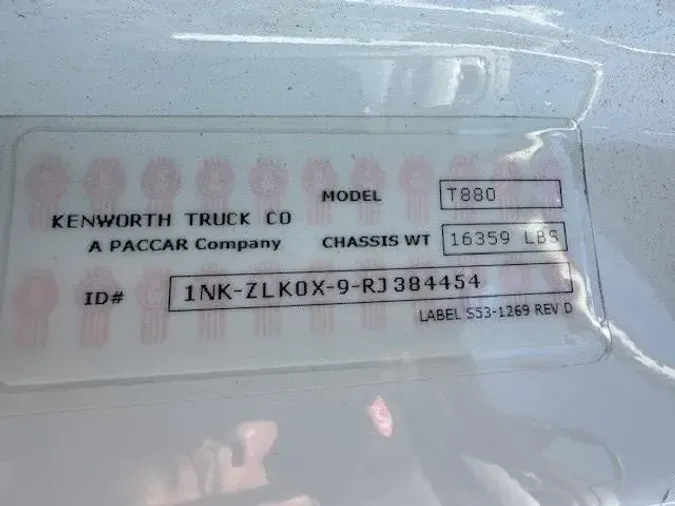 MODEL T880
KENWORTH TRUCK CO
A PACCAR Company CHASSIS WT 16359 LBS
ID# 1NK-ZLK0X-9-RJ384454
LABEL S53-1269 REV D